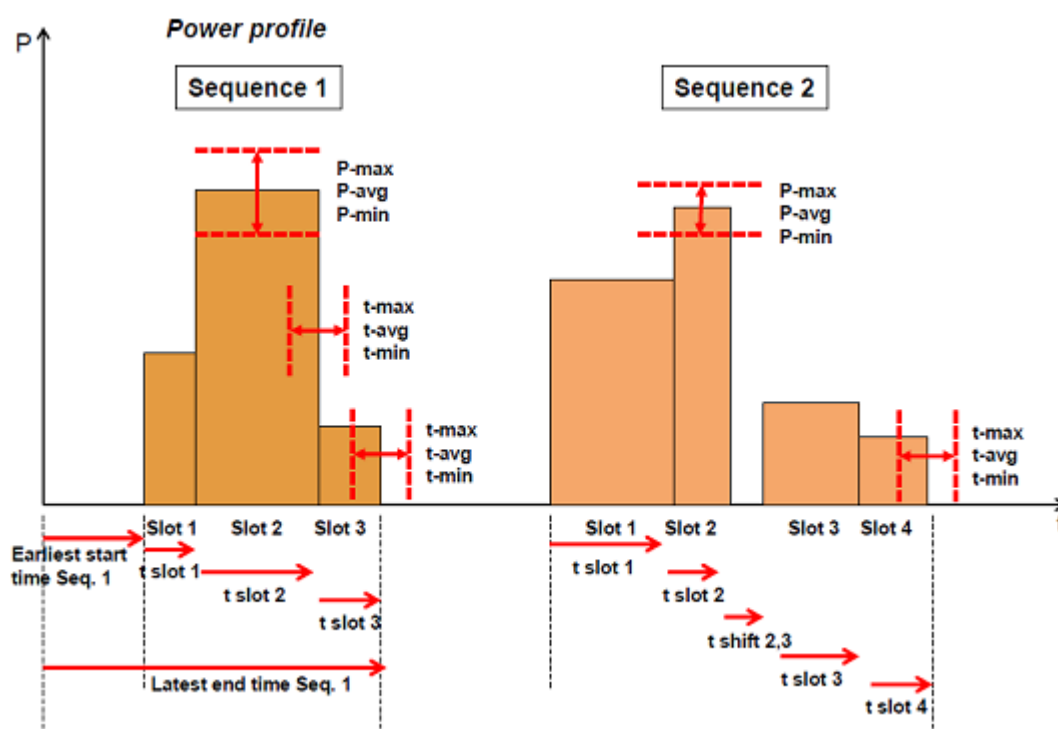 Power profile
P
Sequence 1
Sequence 2
P-max
P-avg
P-min
P-max
P-avg
P-min
t-max
t-avg
t-min
t-max
t-avg
t-min
t-max
t-avg
t-min
Slot 1
Slot 2
Slot 3
Slot 1
Slot 2
Slot 3
Slot 4
Earliest start
time Seq. 1
t slot 1
t slot 2
t slot 3
Latest end time Seq. 1
t slot 1
t slot 2
t shift 2,3
t slot 3
t slot 4